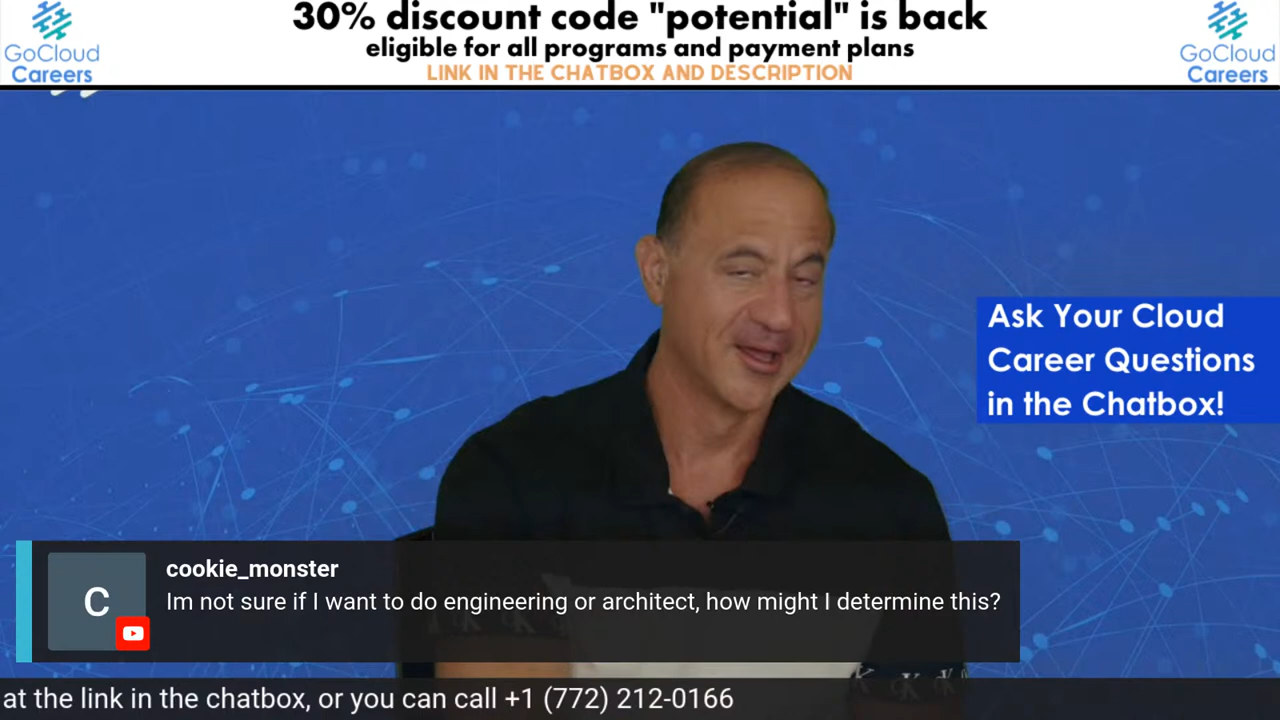 30% discount code "potential" is back
eligible for all programs and payment plans
LINK IN THE CHATBOX AND DESCRIPTION
GoCloud
Careers
GoCloud
Careers
Ask Your Cloud
Career Questions
in the Chatbox!
C
cookie_monster
Im not sure if I want to do engineering or architect, how might I determine this?
at the link in the chatbox, or you can call +1 (772) 212-0166